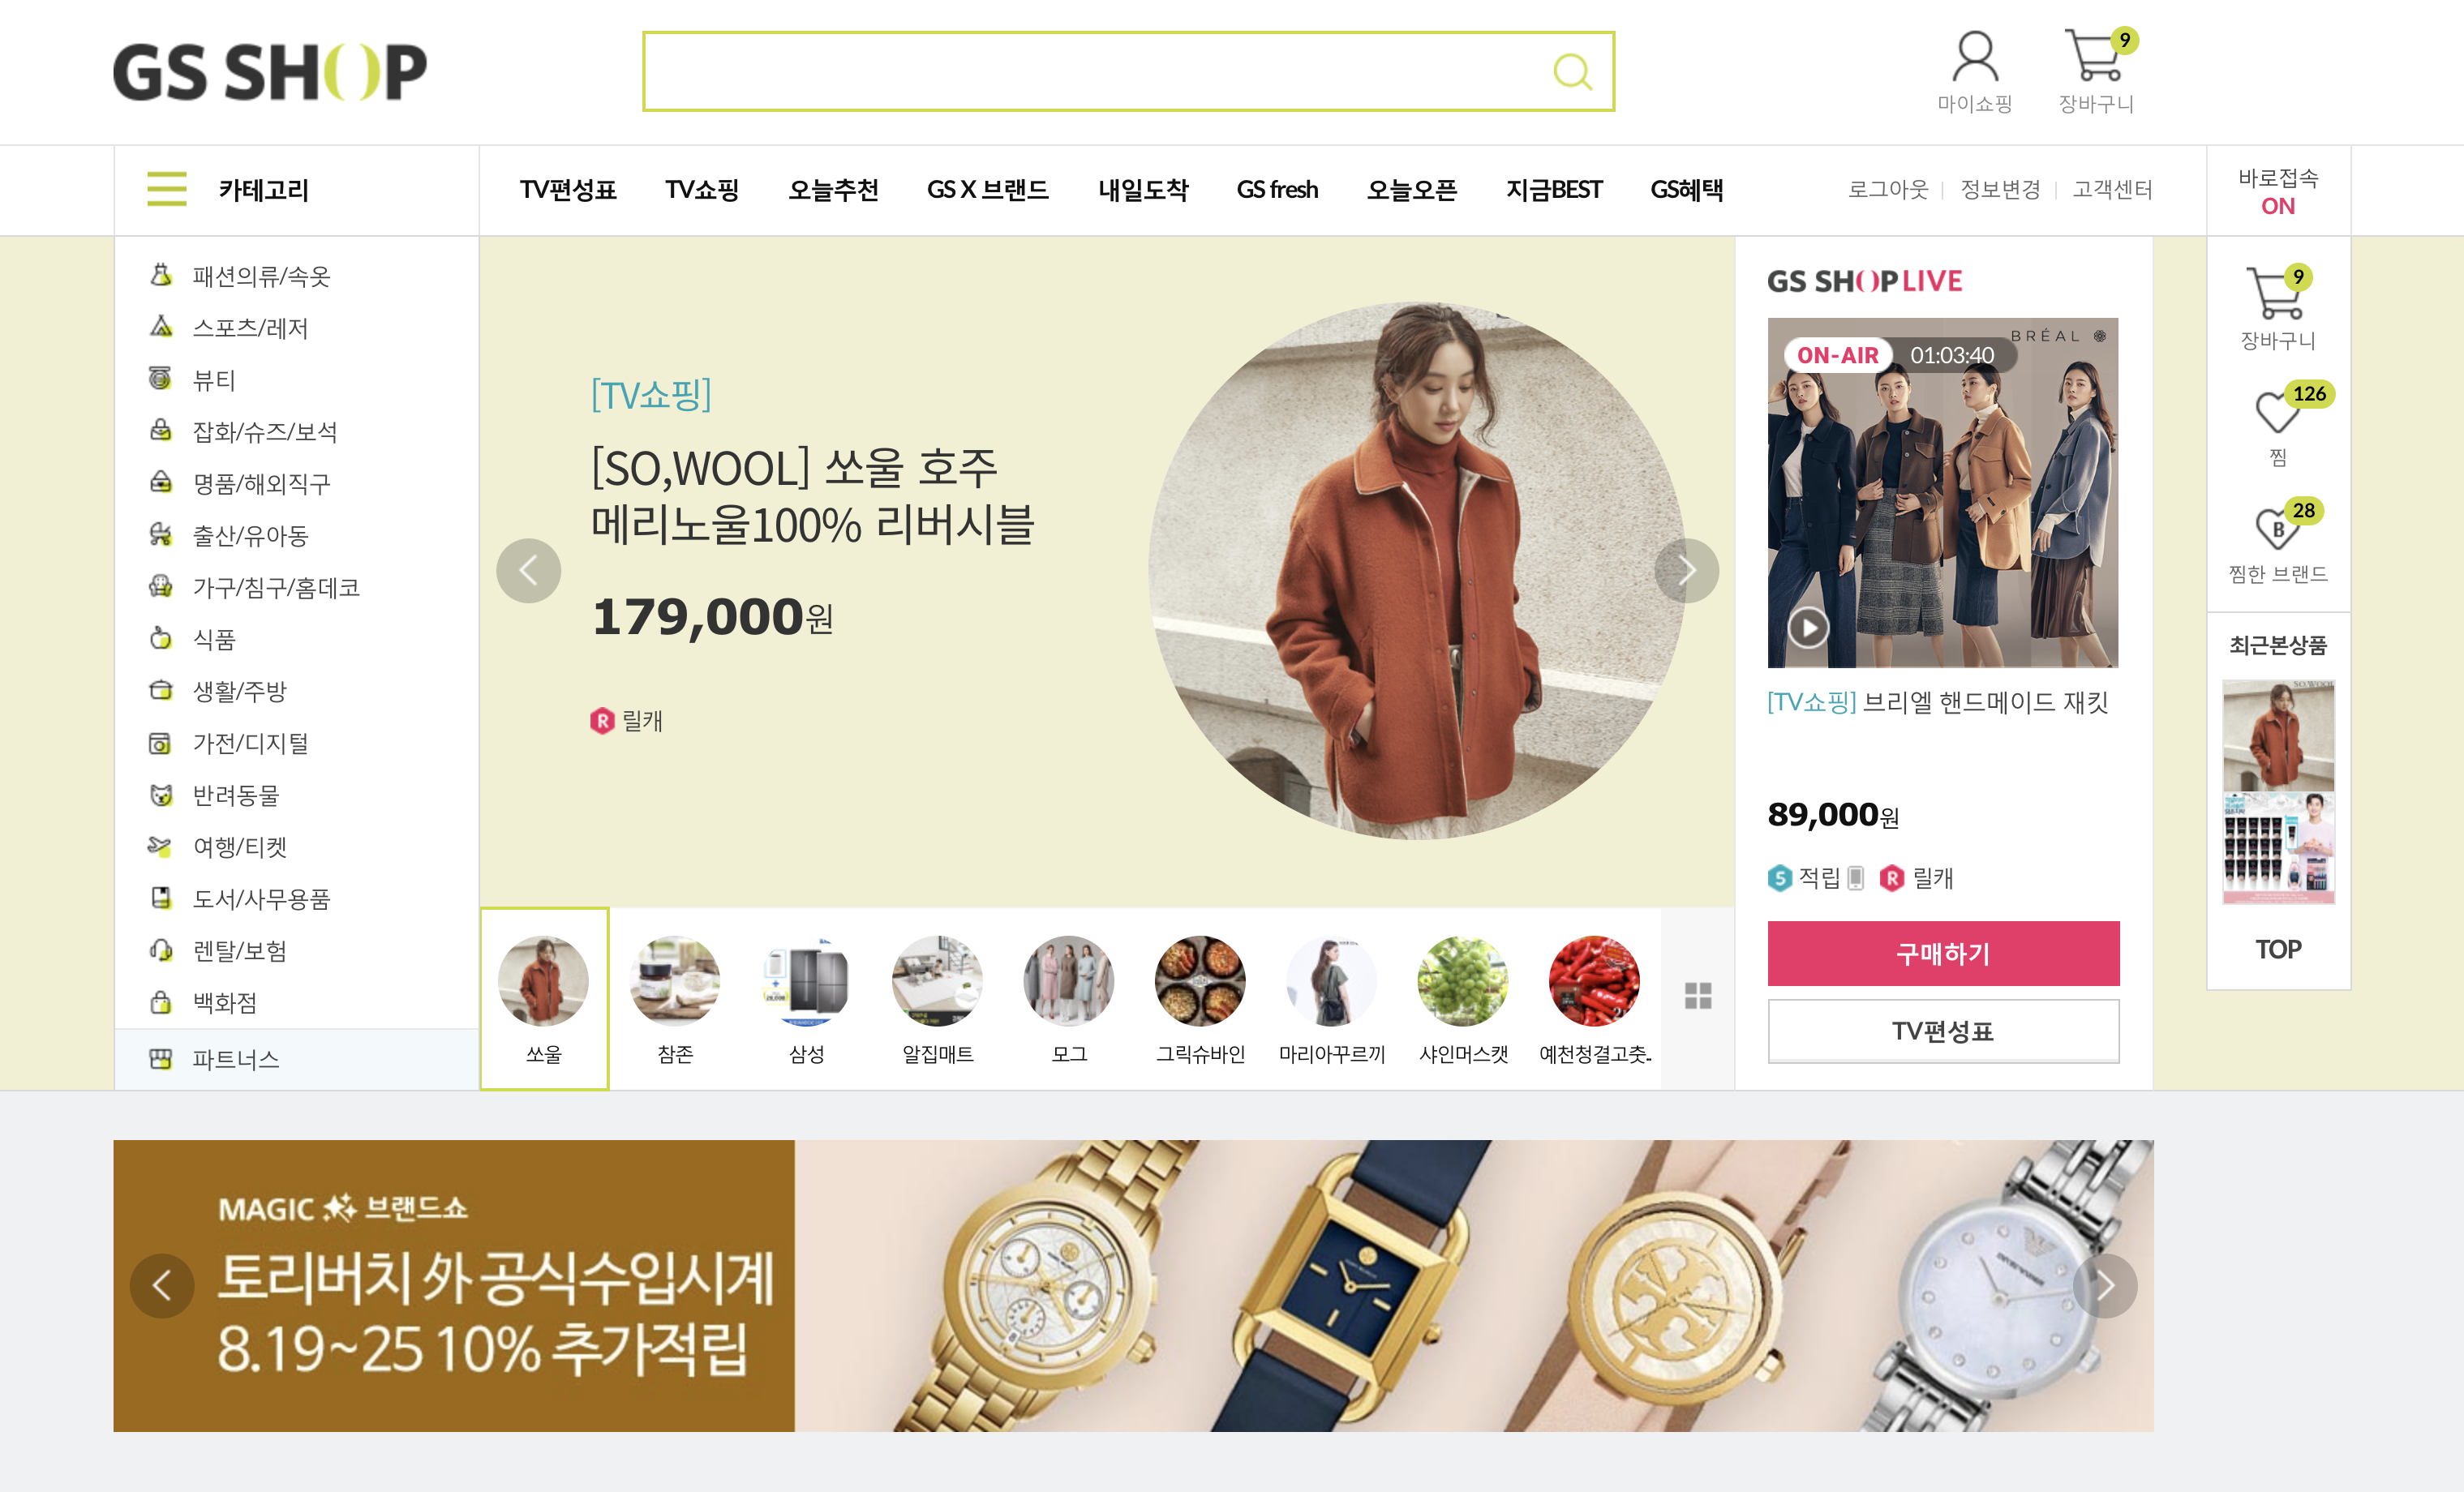 GS SHOP
9
마이쇼핑
장바구니
카테고리
TV편성표
TV쇼핑
오늘추천
GS X 브랜드
내일도착
GS fresh
오늘오픈
지금BEST
GS혜택
로그아웃
정보변경
고객센터
바로접속
ON
패션의류/속옷
스포츠/레저
뷰티
잡화/슈즈/보석
명품/해외직구
출산/유아동
가구/침구/홈데코
식품
생활/주방
가전/디지털
반려동물
여행/티켓
도서/사무용품
렌탈/보험
백화점
파트너스
[TV쇼핑]
[SO,WOOL] 쏘울 호주
메리노울100% 리버시블
179,000원
R 릴캐
쏘울
참존
삼성
알집매트
모그
그릭슈바인
마리아꾸르끼
샤인머스캣
예천청결고춧..
GS SHOP LIVE
BRÉAL
ON-AIR 01:03:40
[TV쇼핑] 브리엘 핸드메이드 재킷
89,000원
S 적립 R 릴캐
구매하기
TV편성표
9
장바구니
126
찜
28
B
찜한 브랜드
최근본상품
SO,WOOL
TOP
MAGIC 브랜드쇼
토리버치 外 공식수입시계
8.19~25 10% 추가적립